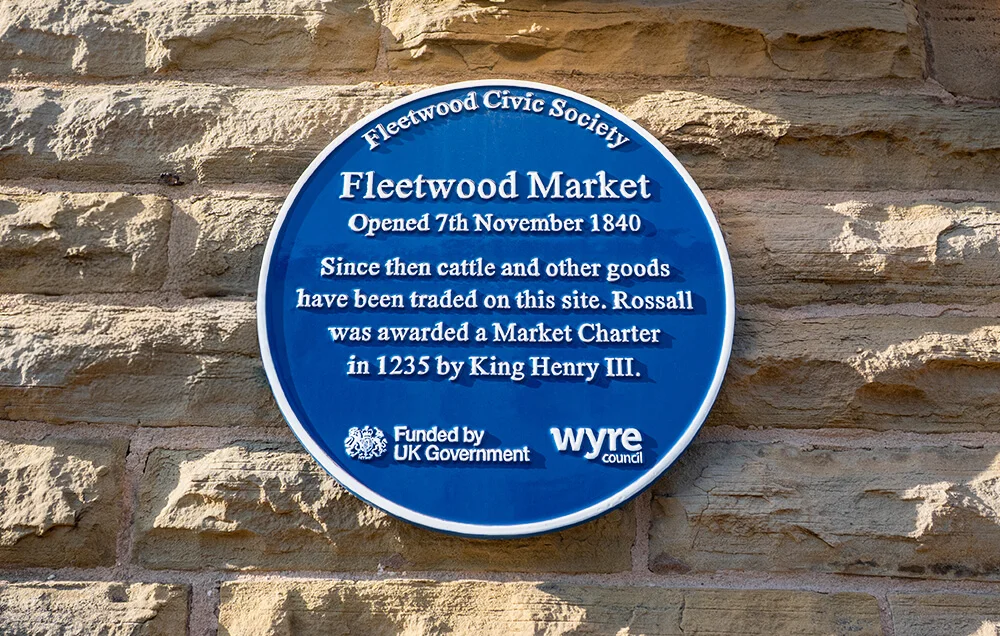 Fleetwood Civic Society
Fleetwood Market
Opened 7th November 1840
Since then cattle and other goods
have been traded on this site. Rossall
was awarded a Market Charter
in 1235 by King Henry III.
Funded by
UK Government
wyre
council